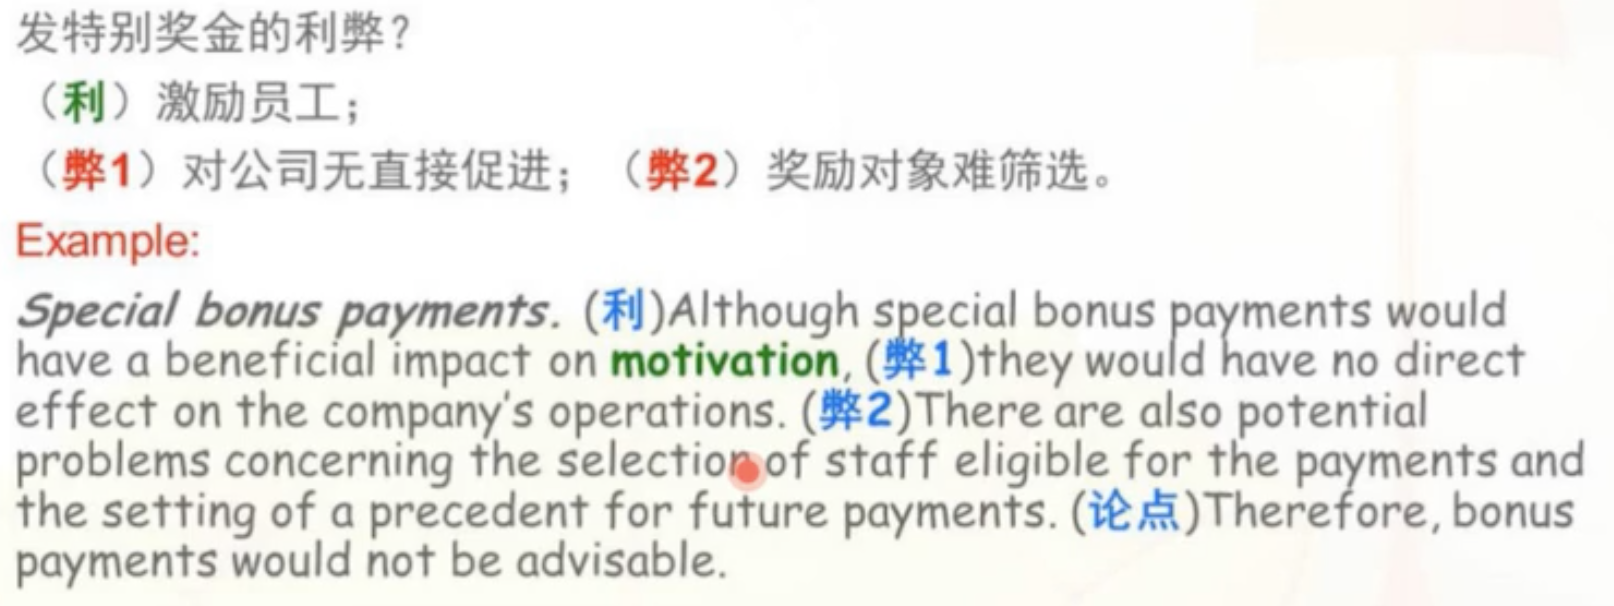 发特别奖金的利弊？
（利）激励员工；
（弊1）对公司无直接促进；（弊2）奖励对象难筛选。
Example:
Special bonus payments. (利)Although special bonus payments would
have a beneficial impact on motivation, (弊1)they would have no direct
effect on the company's operations. (弊2)There are also potential
problems concerning the selection of staff eligible for the payments and
the setting of a precedent for future payments. (论点)Therefore, bonus
payments would not be advisable.